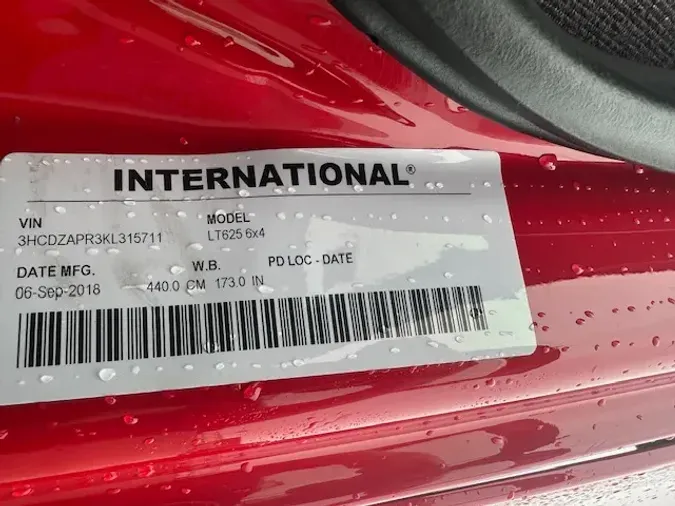 INTERNATIONAL®
VIN MODEL
3HCDZAPR3KL315711 LT625 6x4
DATE MFG. W.B. PD LOC - DATE
06-Sep-2018 440.0 CM 173.0 IN